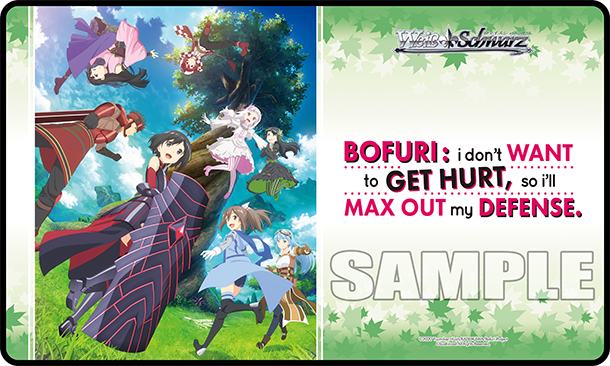 Weiß Schwarz
BOFURI : i don't WANT
to GET HURT, so i'll
MAX OUT my DEFENSE.
SAMPLE